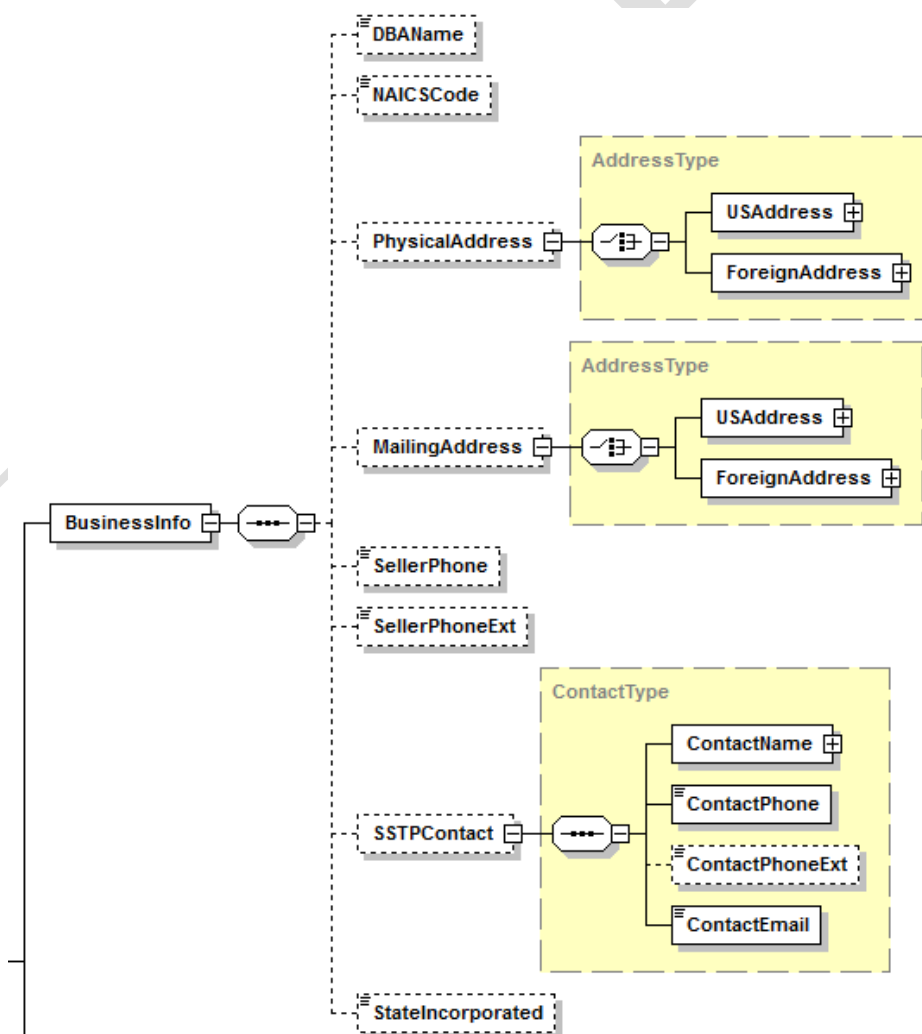 DBAName
NAICSCode
AddressType
USAddress
PhysicalAddress
ForeignAddress
AddressType
USAddress
MailingAddress
ForeignAddress
BusinessInfo
SellerPhone
SellerPhoneExt
ContactType
ContactName
ContactPhone
SSTPContact
ContactPhoneExt
ContactEmail
StateIncorporated